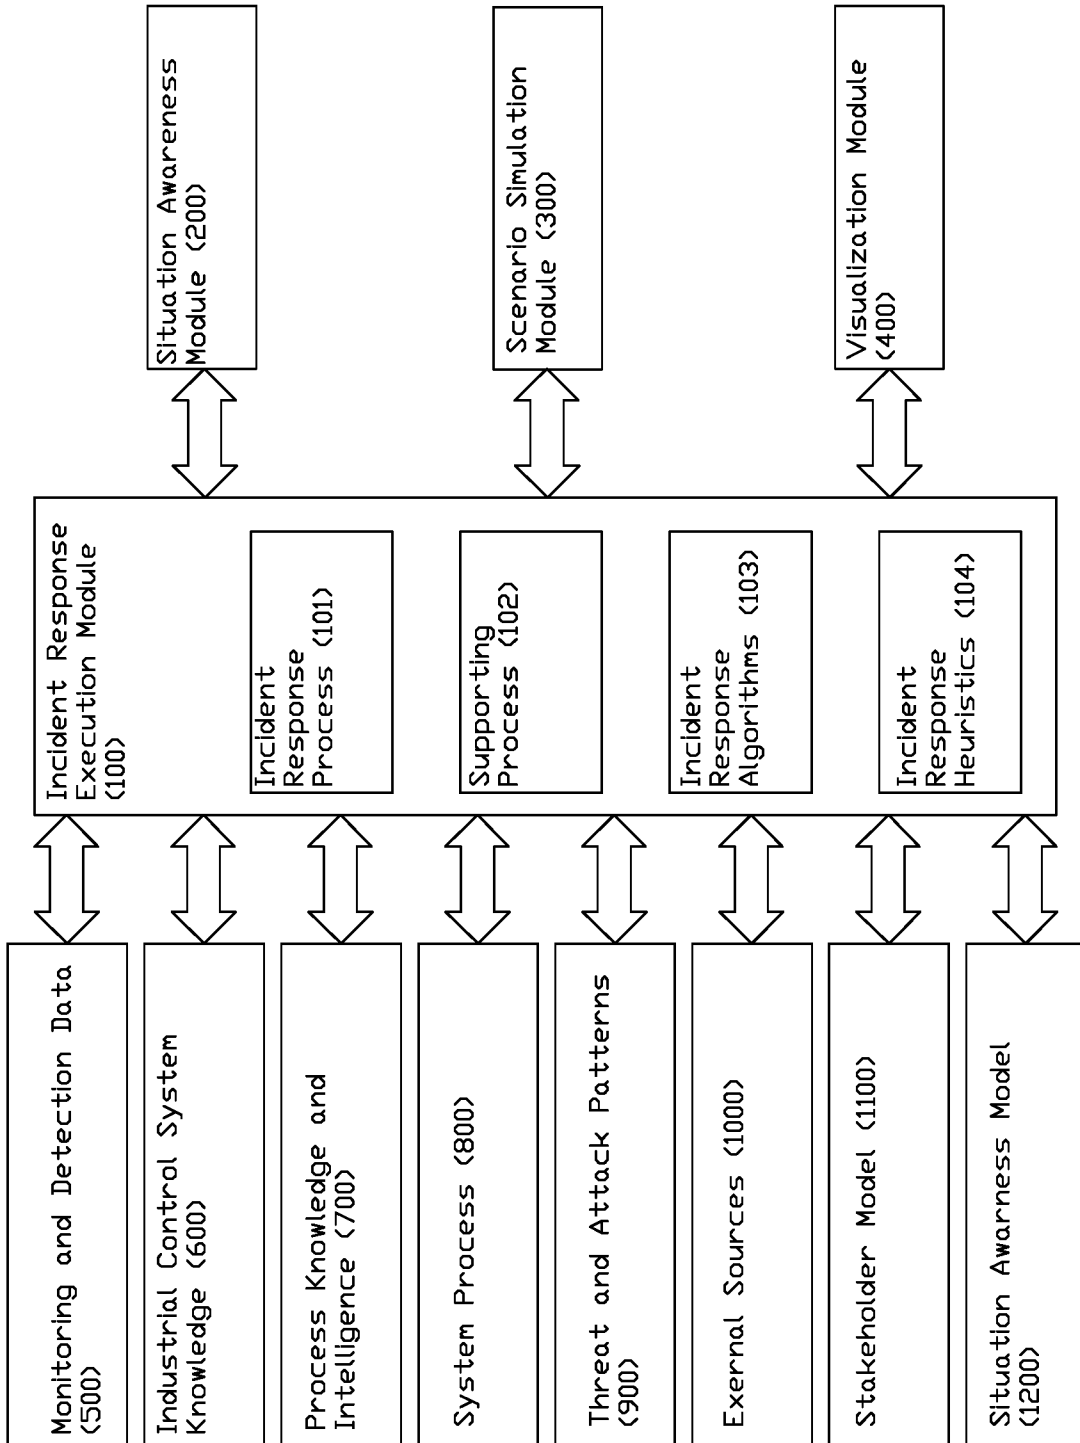 Situation Awareness
Module (200)
Scenario Simulation
Module (300)
Visualization Module
(400)
Incident Response
Execution Module
(100)
Incident
Response
Process (101)
Supporting
Process (102)
Incident
Response
Algorithms (103)
Incident
Response
Heuristics (104)
Monitoring and Detection Data
(500)
Industrial Control System
Knowledge (600)
Process Knowledge and
Intelligence (700)
System Process (800)
Threat and Attack Patterns
(900)
Exernal Sources (1000)
Stakeholder Model (1100)
Situation Awarness Model
(1200)